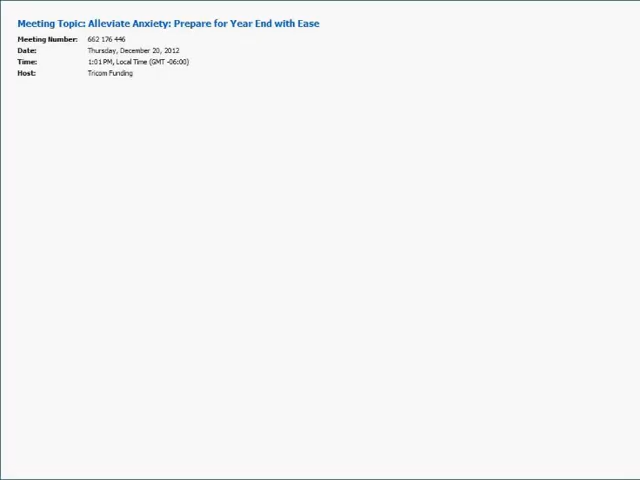 Meeting Topic: Alleviate Anxiety: Prepare for Year End with Ease
Meeting Number: 662 176 446
Date: Thursday, December 20, 2012
Time: 1:01 PM, Local Time (GMT -06:00)
Host: Tricom Funding